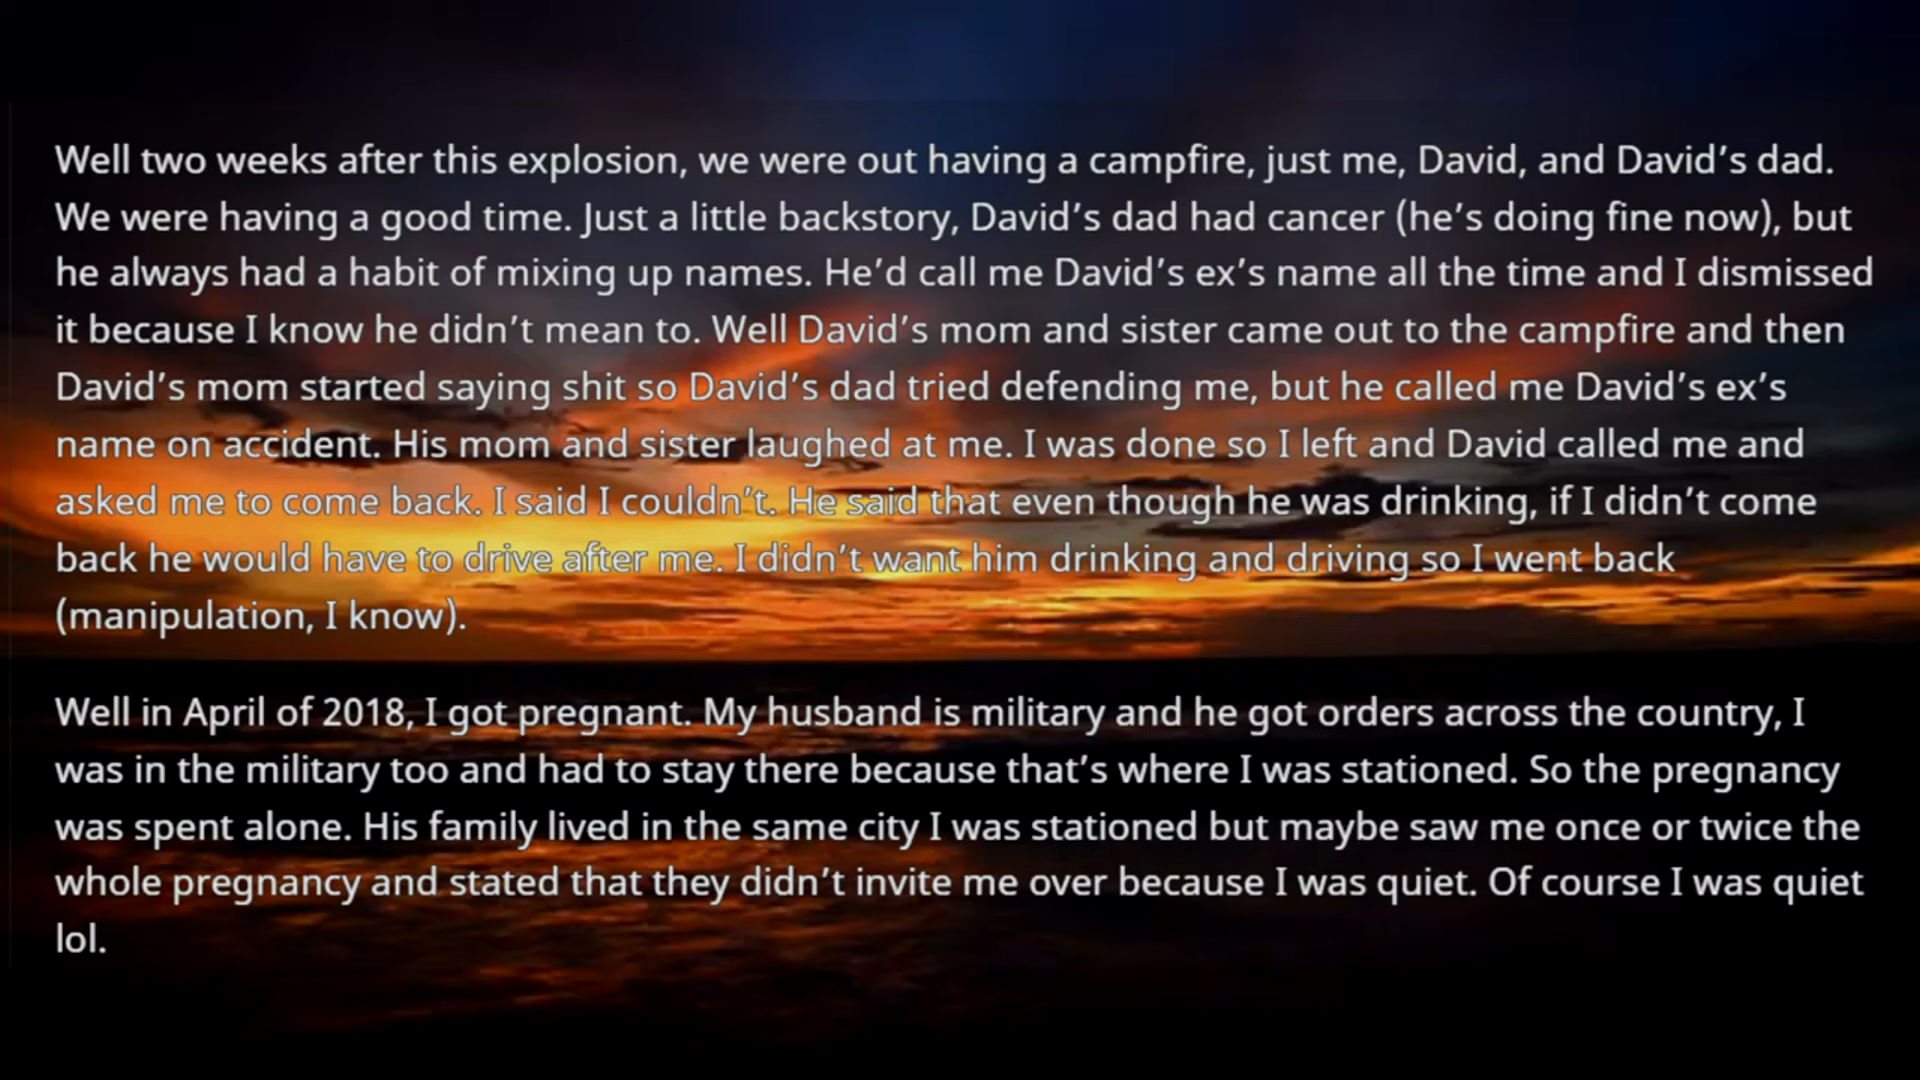 Well two weeks after this explosion, we were out having a campfire, just me, David, and David’s dad.
We were having a good time. Just a little backstory, David’s dad had cancer (he’s doing fine now), but
he always had a habit of mixing up names. He’d call me David’s ex’s name all the time and I dismissed
it because I know he didn’t mean to. Well David’s mom and sister came out to the campfire and then
David’s mom started saying shit so David’s dad tried defending me, but he called me David’s ex’s
name on accident. His mom and sister laughed at me. I was done so I left and David called me and
asked me to come back. I said I couldn’t. He said that even though he was drinking, if I didn’t come
back he would have to drive after me. I didn’t want him drinking and driving so I went back
(manipulation, I know).
Well in April of 2018, I got pregnant. My husband is military and he got orders across the country, I
was in the military too and had to stay there because that’s where I was stationed. So the pregnancy
was spent alone. His family lived in the same city I was stationed but maybe saw me once or twice the
whole pregnancy and stated that they didn’t invite me over because I was quiet. Of course I was quiet
lol.